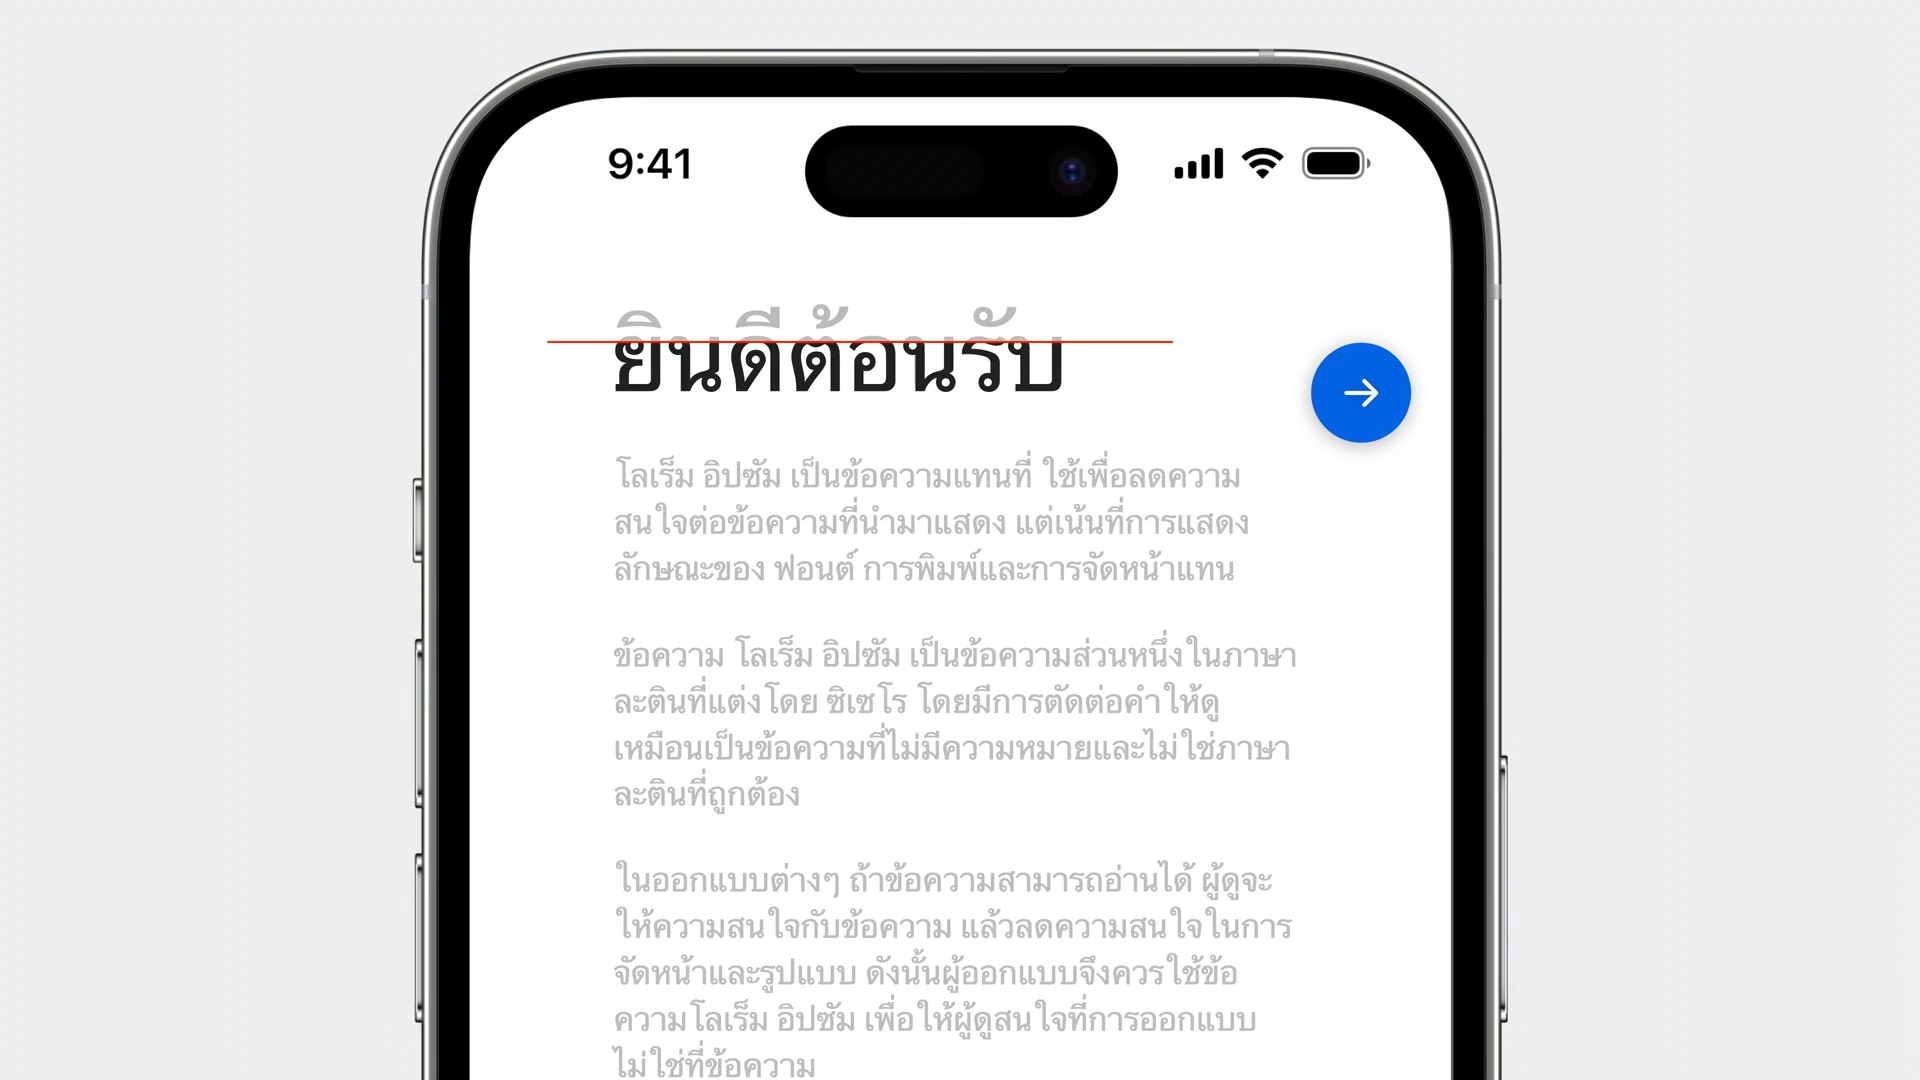 9:41
ยินดีต้อนรับ
โลเร็ม อิปซัม เป็นข้อความแทนที่ ใช้เพื่อลดความ
สนใจต่อข้อความที่นำมาแสดง แต่เน้นที่การแสดง
ลักษณะของ ฟอนต์ การพิมพ์และการจัดหน้าแทน
ข้อความ โลเร็ม อิปซัม เป็นข้อความส่วนหนึ่งในภาษา
ละตินที่แต่งโดย ซิเซโร โดยมีการตัดต่อคำให้ดู
เหมือนเป็นข้อความที่ไม่มีความหมายและไม่ใช่ภาษา
ละตินที่ถูกต้อง
ในออกแบบต่างๆ ถ้าข้อความสามารถอ่านได้ ผู้ดูจะ
ให้ความสนใจกับข้อความ แล้วลดความสนใจในการ
จัดหน้าและรูปแบบ ดังนั้นผู้ออกแบบจึงควรใช้ข้อ
ความโลเร็ม อิปซัม เพื่อให้ผู้ดูสนใจที่การออกแบบ
ไม่ใช่ที่ข้อความ